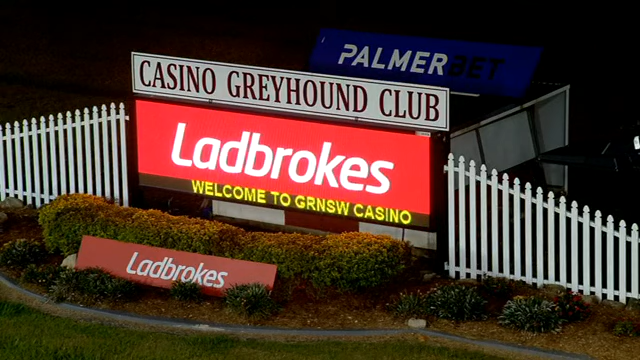 PALMERBET
CASINO GREYHOUND CLUB
Ladbrokes
WELCOME TO GRNSW CASINO
Ladbrokes